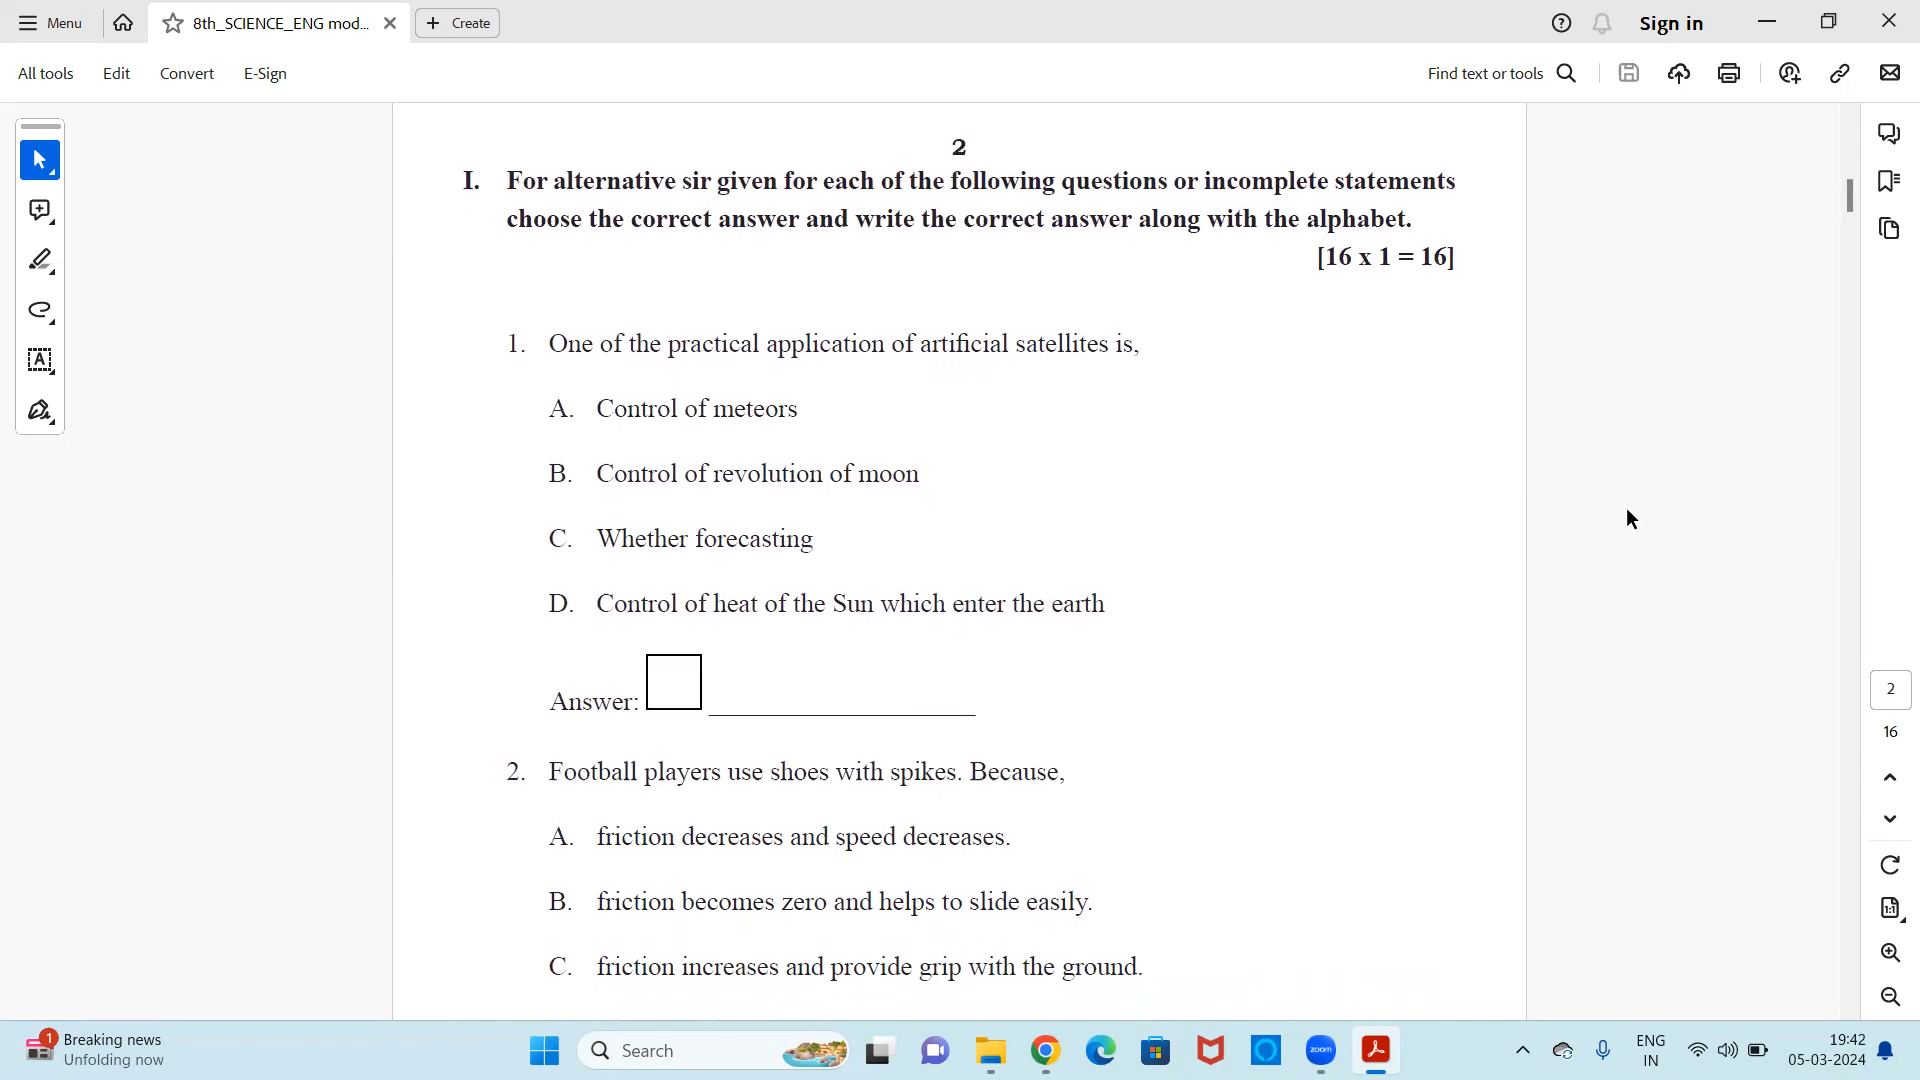 Menu
8th_SCIENCE_ENG mod...
Create
Sign in
All tools
Edit
Convert
E-Sign
Find text or tools
2
I. For alternative sir given for each of the following questions or incomplete statements
choose the correct answer and write the correct answer along with the alphabet.
[16 x 1 = 16]
1. One of the practical application of artificial satellites is,
A. Control of meteors
B. Control of revolution of moon
C. Whether forecasting
D. Control of heat of the Sun which enter the earth
Answer:
2. Football players use shoes with spikes. Because,
A. friction decreases and speed decreases.
B. friction becomes zero and helps to slide easily.
C. friction increases and provide grip with the ground.
2
16
1:1
1
Breaking news
Unfolding now
Search
zoom
ENG
IN
19:42
05-03-2024